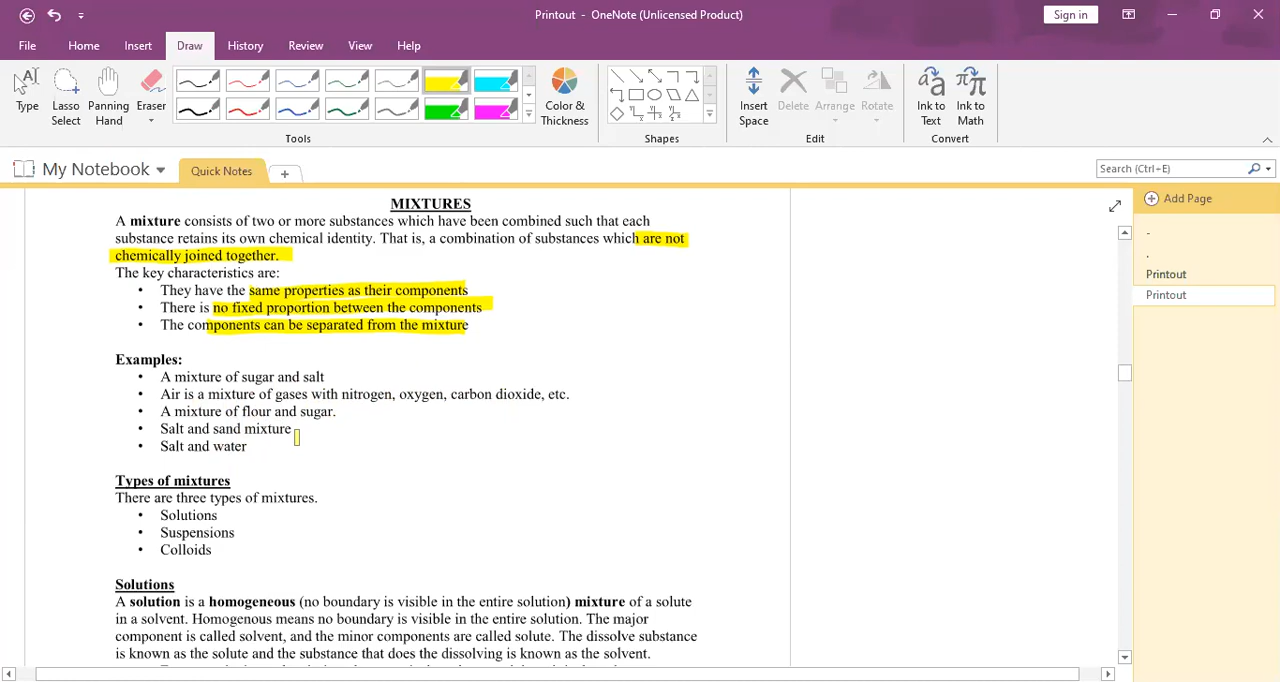 Printout - OneNote (Unlicensed Product)
Sign in
File Home Insert Draw History Review View Help
Type
Lasso Select
Panning Hand
Eraser
Color & Thickness
Insert Space
Delete
Arrange
Rotate
Ink to Text
Ink to Math
Tools
Shapes
Edit
Convert
My Notebook
Quick Notes
+
Search (Ctrl+E)
Add Page
-
.
Printout
Printout
MIXTURES
A mixture consists of two or more substances which have been combined such that each
substance retains its own chemical identity. That is, a combination of substances which are not
chemically joined together.
The key characteristics are:
• They have the same properties as their components
• There is no fixed proportion between the components
• The components can be separated from the mixture
Examples:
• A mixture of sugar and salt
• Air is a mixture of gases with nitrogen, oxygen, carbon dioxide, etc.
• A mixture of flour and sugar.
• Salt and sand mixture
• Salt and water
Types of mixtures
There are three types of mixtures.
• Solutions
• Suspensions
• Colloids
Solutions
A solution is a homogeneous (no boundary is visible in the entire solution) mixture of a solute
in a solvent. Homogenous means no boundary is visible in the entire solution. The major
component is called solvent, and the minor components are called solute. The dissolve substance
is known as the solute and the substance that does the dissolving is known as the solvent.